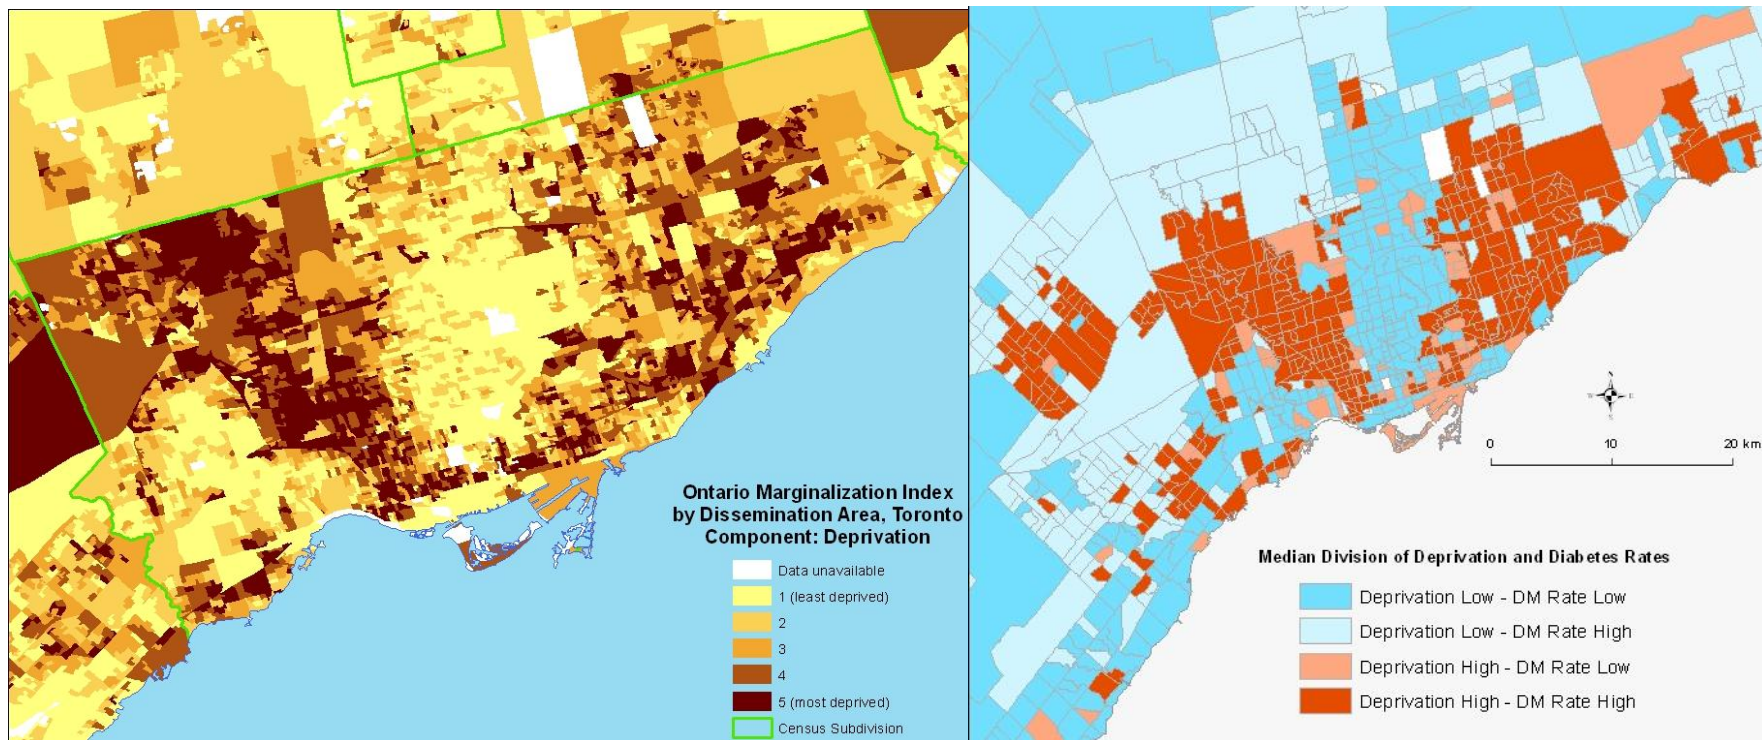 Ontario Marginalization Index
by Dissemination Area, Toronto
Component: Deprivation
Data unavailable
1 (least deprived)
2
3
4
5 (most deprived)
Census Subdivision
N
W E
S
0 10 20 km
Median Division of Deprivation and Diabetes Rates
Deprivation Low - DM Rate Low
Deprivation Low - DM Rate High
Deprivation High - DM Rate Low
Deprivation High - DM Rate High